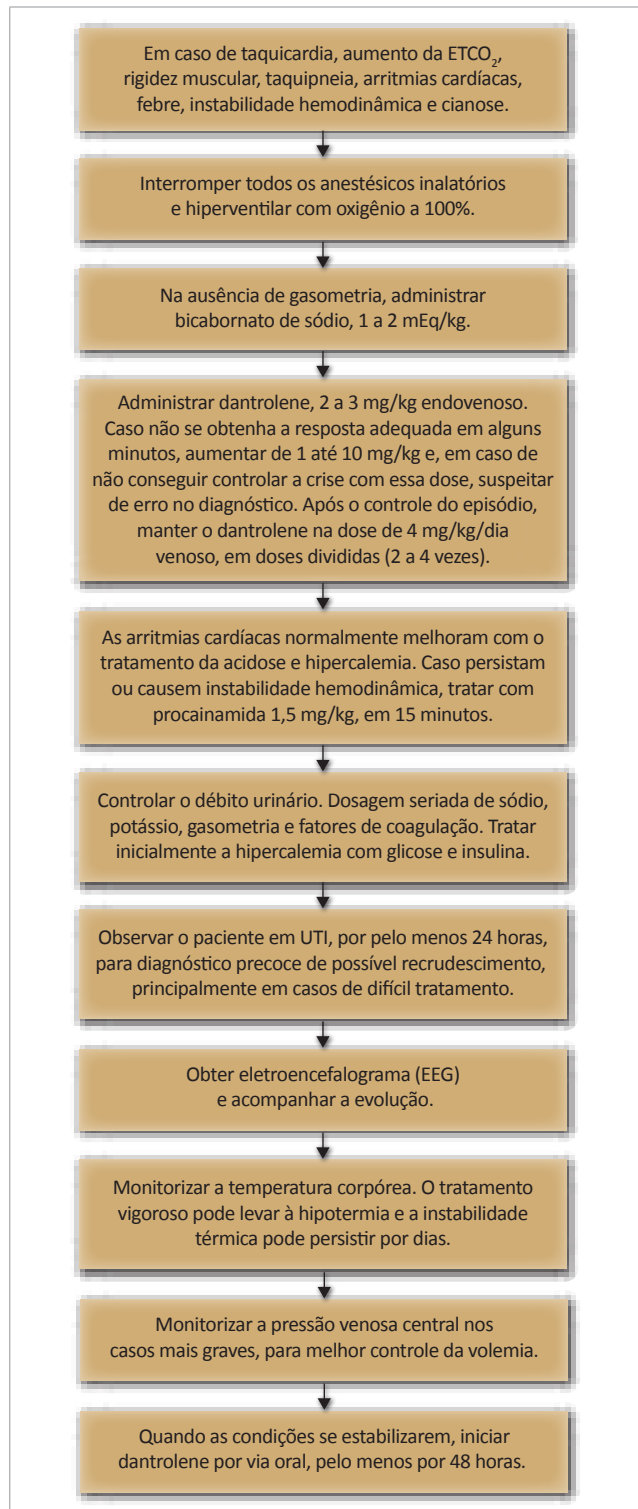 Em caso de taquicardia, aumento da ETCO₂,
rigidez muscular, taquipneia, arritmias cardíacas,
febre, instabilidade hemodinâmica e cianose.
Interromper todos os anestésicos inalatórios
e hiperventilar com oxigênio a 100%.
Na ausência de gasometria, administrar
bicabornato de sódio, 1 a 2 mEq/kg.
Administrar dantrolene, 2 a 3 mg/kg endovenoso.
Caso não se obtenha a resposta adequada em alguns
minutos, aumentar de 1 até 10 mg/kg e, em caso de
não conseguir controlar a crise com essa dose, suspeitar
de erro no diagnóstico. Após o controle do episódio,
manter o dantrolene na dose de 4 mg/kg/dia
venoso, em doses divididas (2 a 4 vezes).
As arritmias cardíacas normalmente melhoram com o
tratamento da acidose e hipercalemia. Caso persistam
ou causem instabilidade hemodinâmica, tratar com
procainamida 1,5 mg/kg, em 15 minutos.
Controlar o débito urinário. Dosagem seriada de sódio,
potássio, gasometria e fatores de coagulação. Tratar
inicialmente a hipercalemia com glicose e insulina.
Observar o paciente em UTI, por pelo menos 24 horas,
para diagnóstico precoce de possível recrudescimento,
principalmente em casos de difícil tratamento.
Obter eletroencefalograma (EEG)
e acompanhar a evolução.
Monitorizar a temperatura corpórea. O tratamento
vigoroso pode levar à hipotermia e a instabilidade
térmica pode persistir por dias.
Monitorizar a pressão venosa central nos
casos mais graves, para melhor controle da volemia.
Quando as condições se estabilizarem, iniciar
dantrolene por via oral, pelo menos por 48 horas.